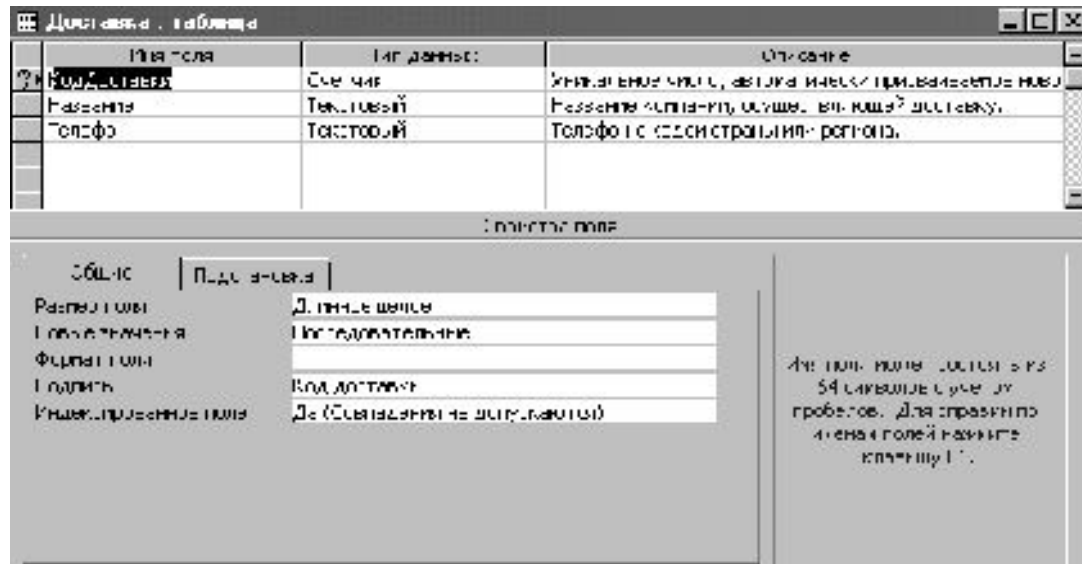 Доставка : таблица
Имя поля Тип данных Описание
КодДоставки Счетчик Уникальное число, автоматически присваиваемое ново
Название Текстовый Название компании, осуществляющей доставку.
Телефон Текстовый Телефон с кодом страны или региона.
Свойства поля
Общие Подстановка
Размер поля Длинное целое
Новые значения Последовательные
Формат поля
Подпись Код доставки
Индексированное поле Да (Совпадения не допускаются)
Имя поля может состоять из
64 символов с учетом
пробелов. Для справки по
именам полей нажмите
клавишу F1.